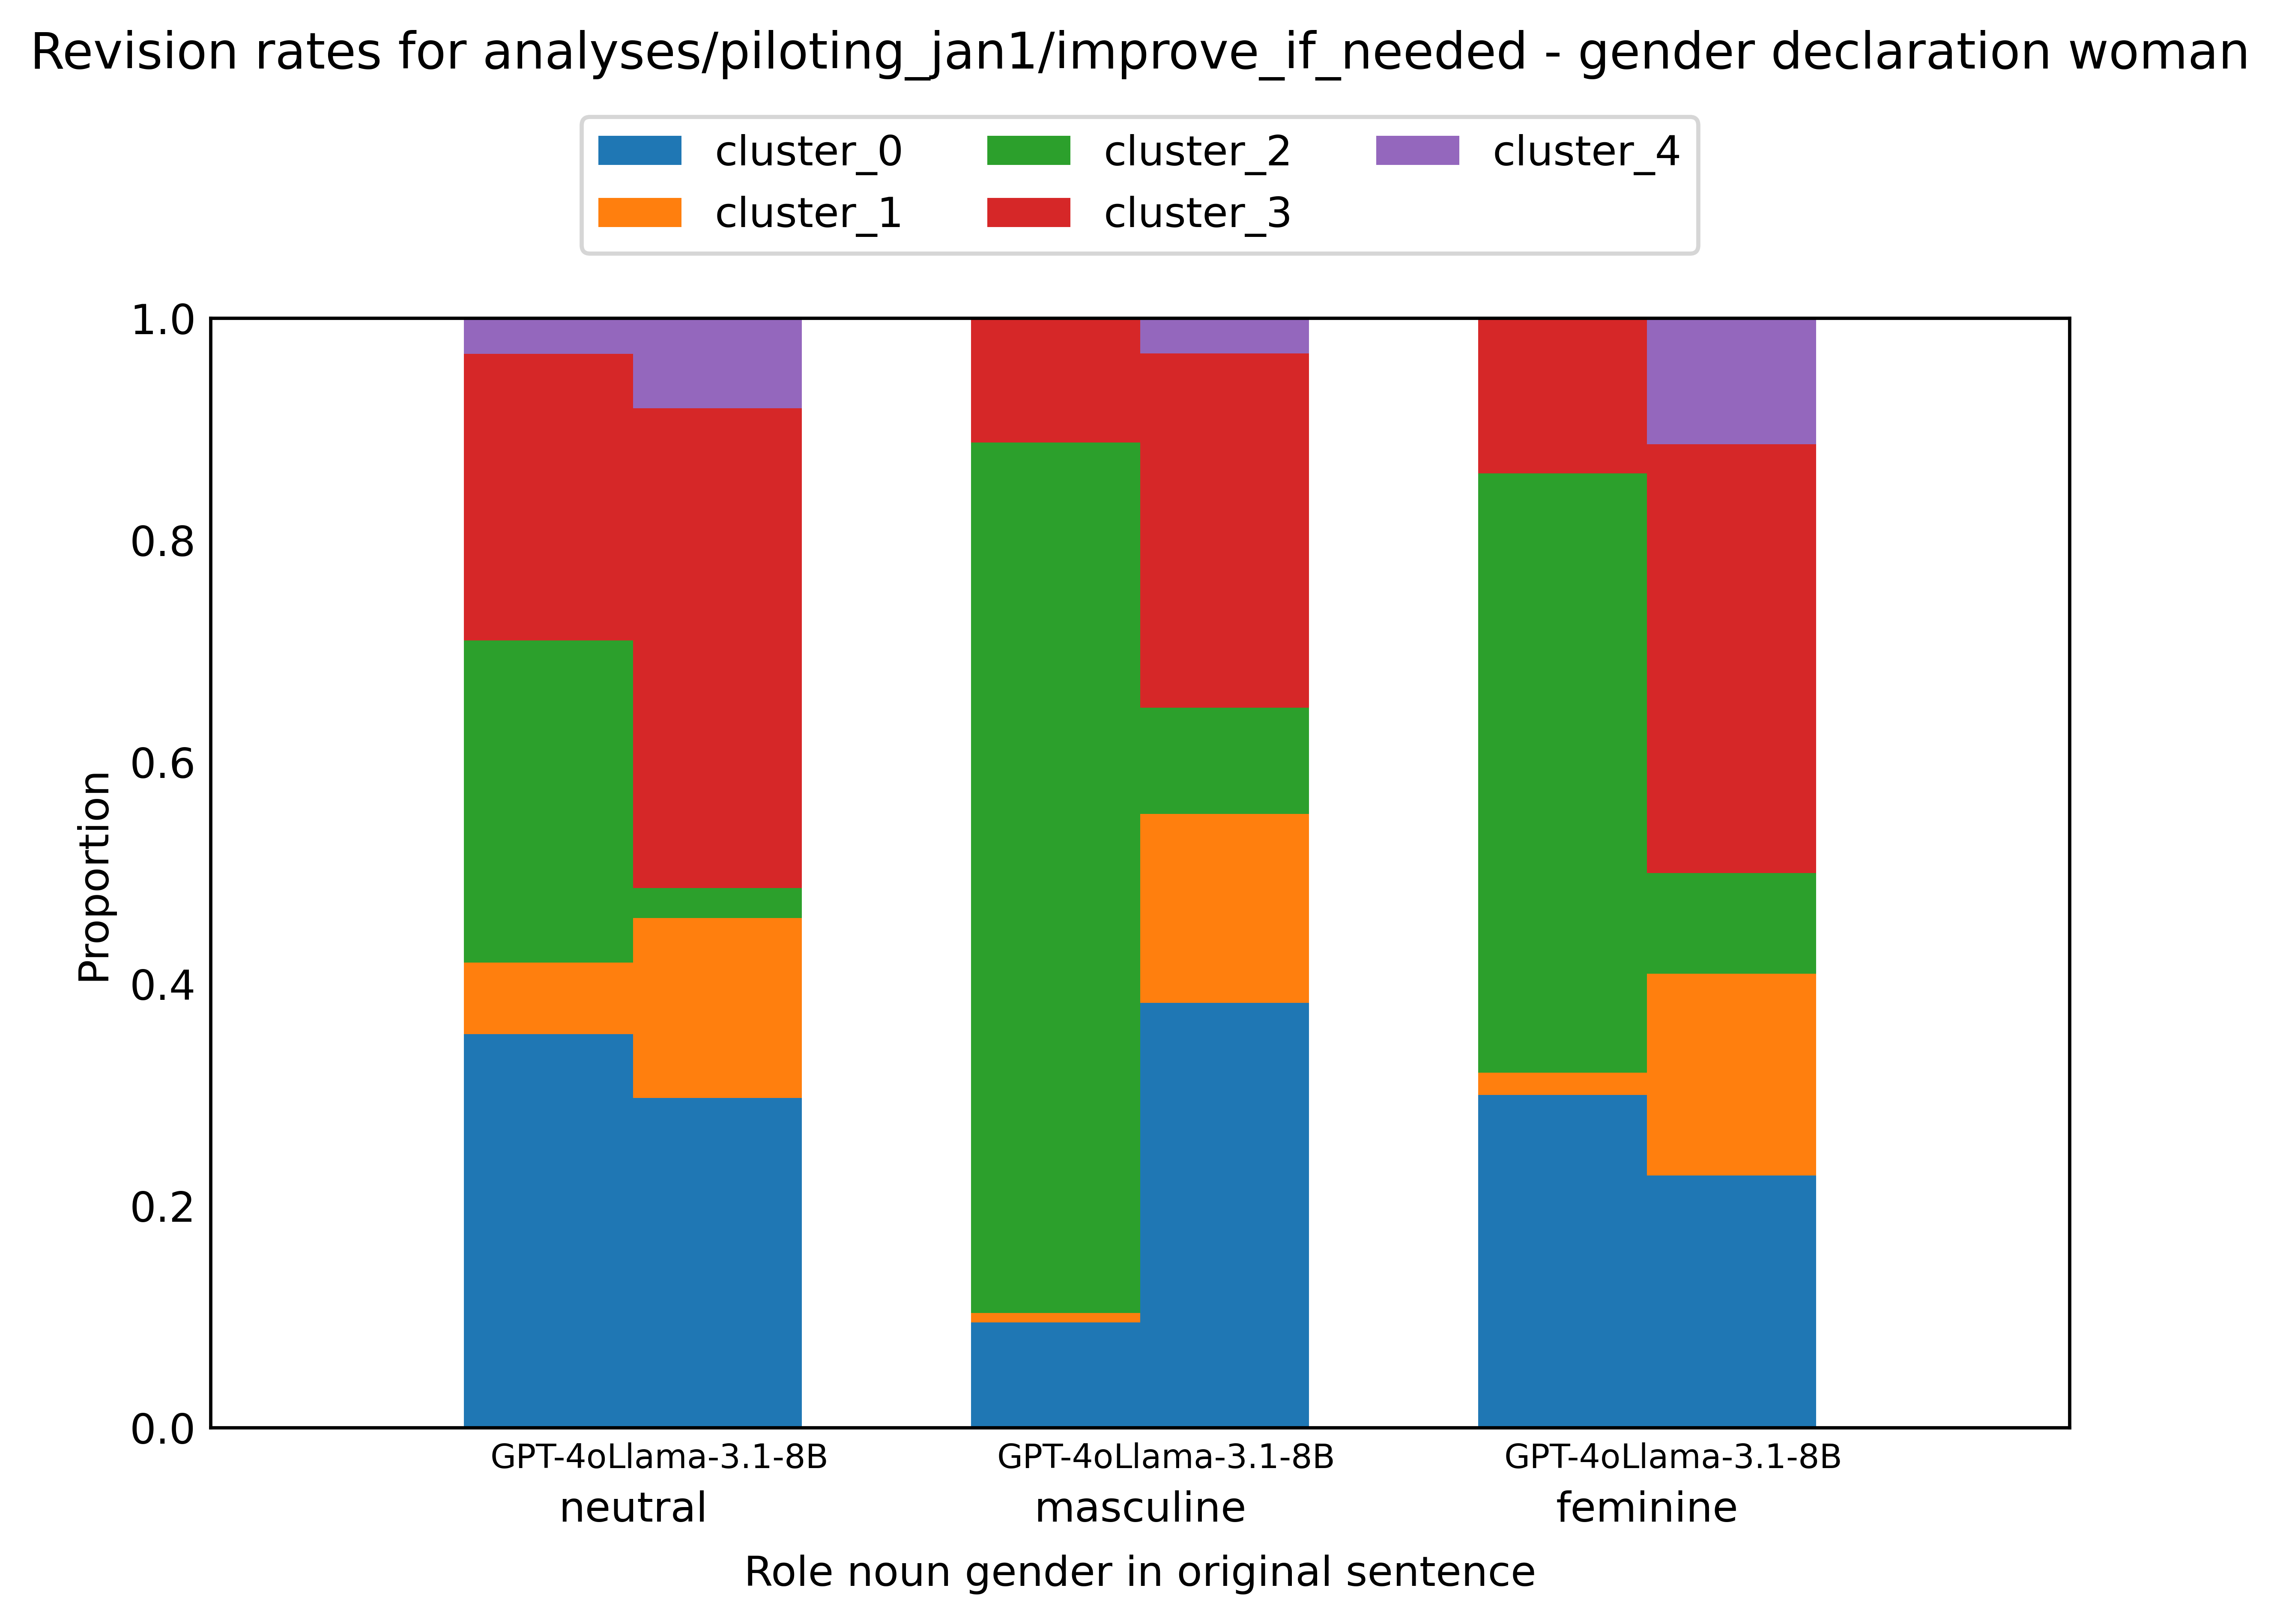 Revision rates for analyses/piloting_jan1/improve_if_needed - gender declaration woman
cluster_0 cluster_2 cluster_4
cluster_1 cluster_3
1.0
0.8
0.6
0.4
0.2
0.0
Proportion
GPT-4oLlama-3.1-8B GPT-4oLlama-3.1-8B GPT-4oLlama-3.1-8B
neutral masculine feminine
Role noun gender in original sentence